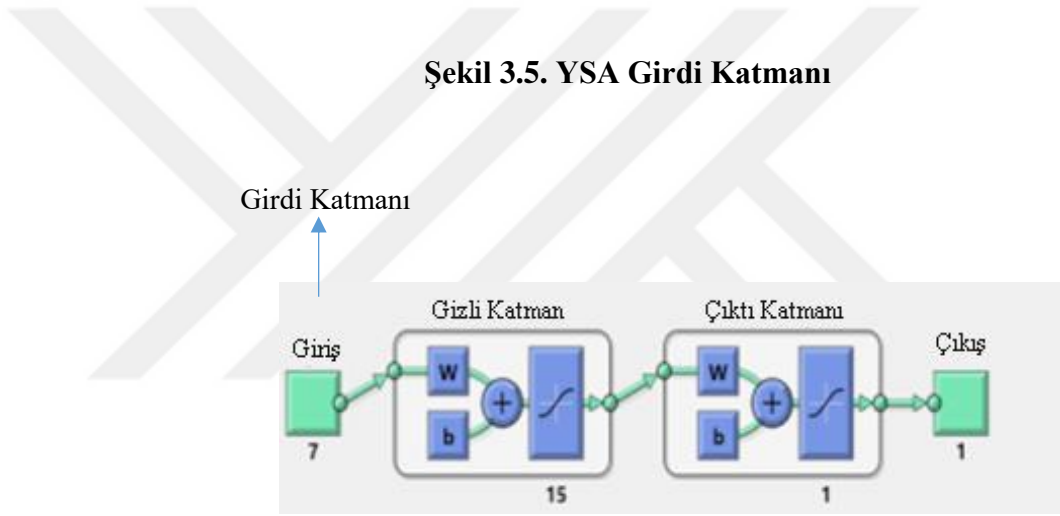 Şekil 3.5. YSA Girdi Katmanı
Girdi Katmanı
Gizli Katman
Çıktı Katmanı
Giriş
Çıkış
W
W
+
+
b
b
7
1
15
1